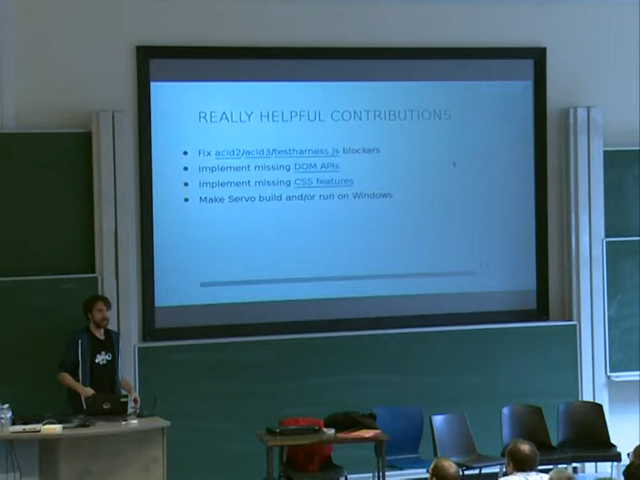 REALLY HELPFUL CONTRIBUTIONS
• Fix acid2/acid3/testharness.js blockers
• Implement missing DOM APIs
• Implement missing CSS features
• Make Servo build and/or run on Windows